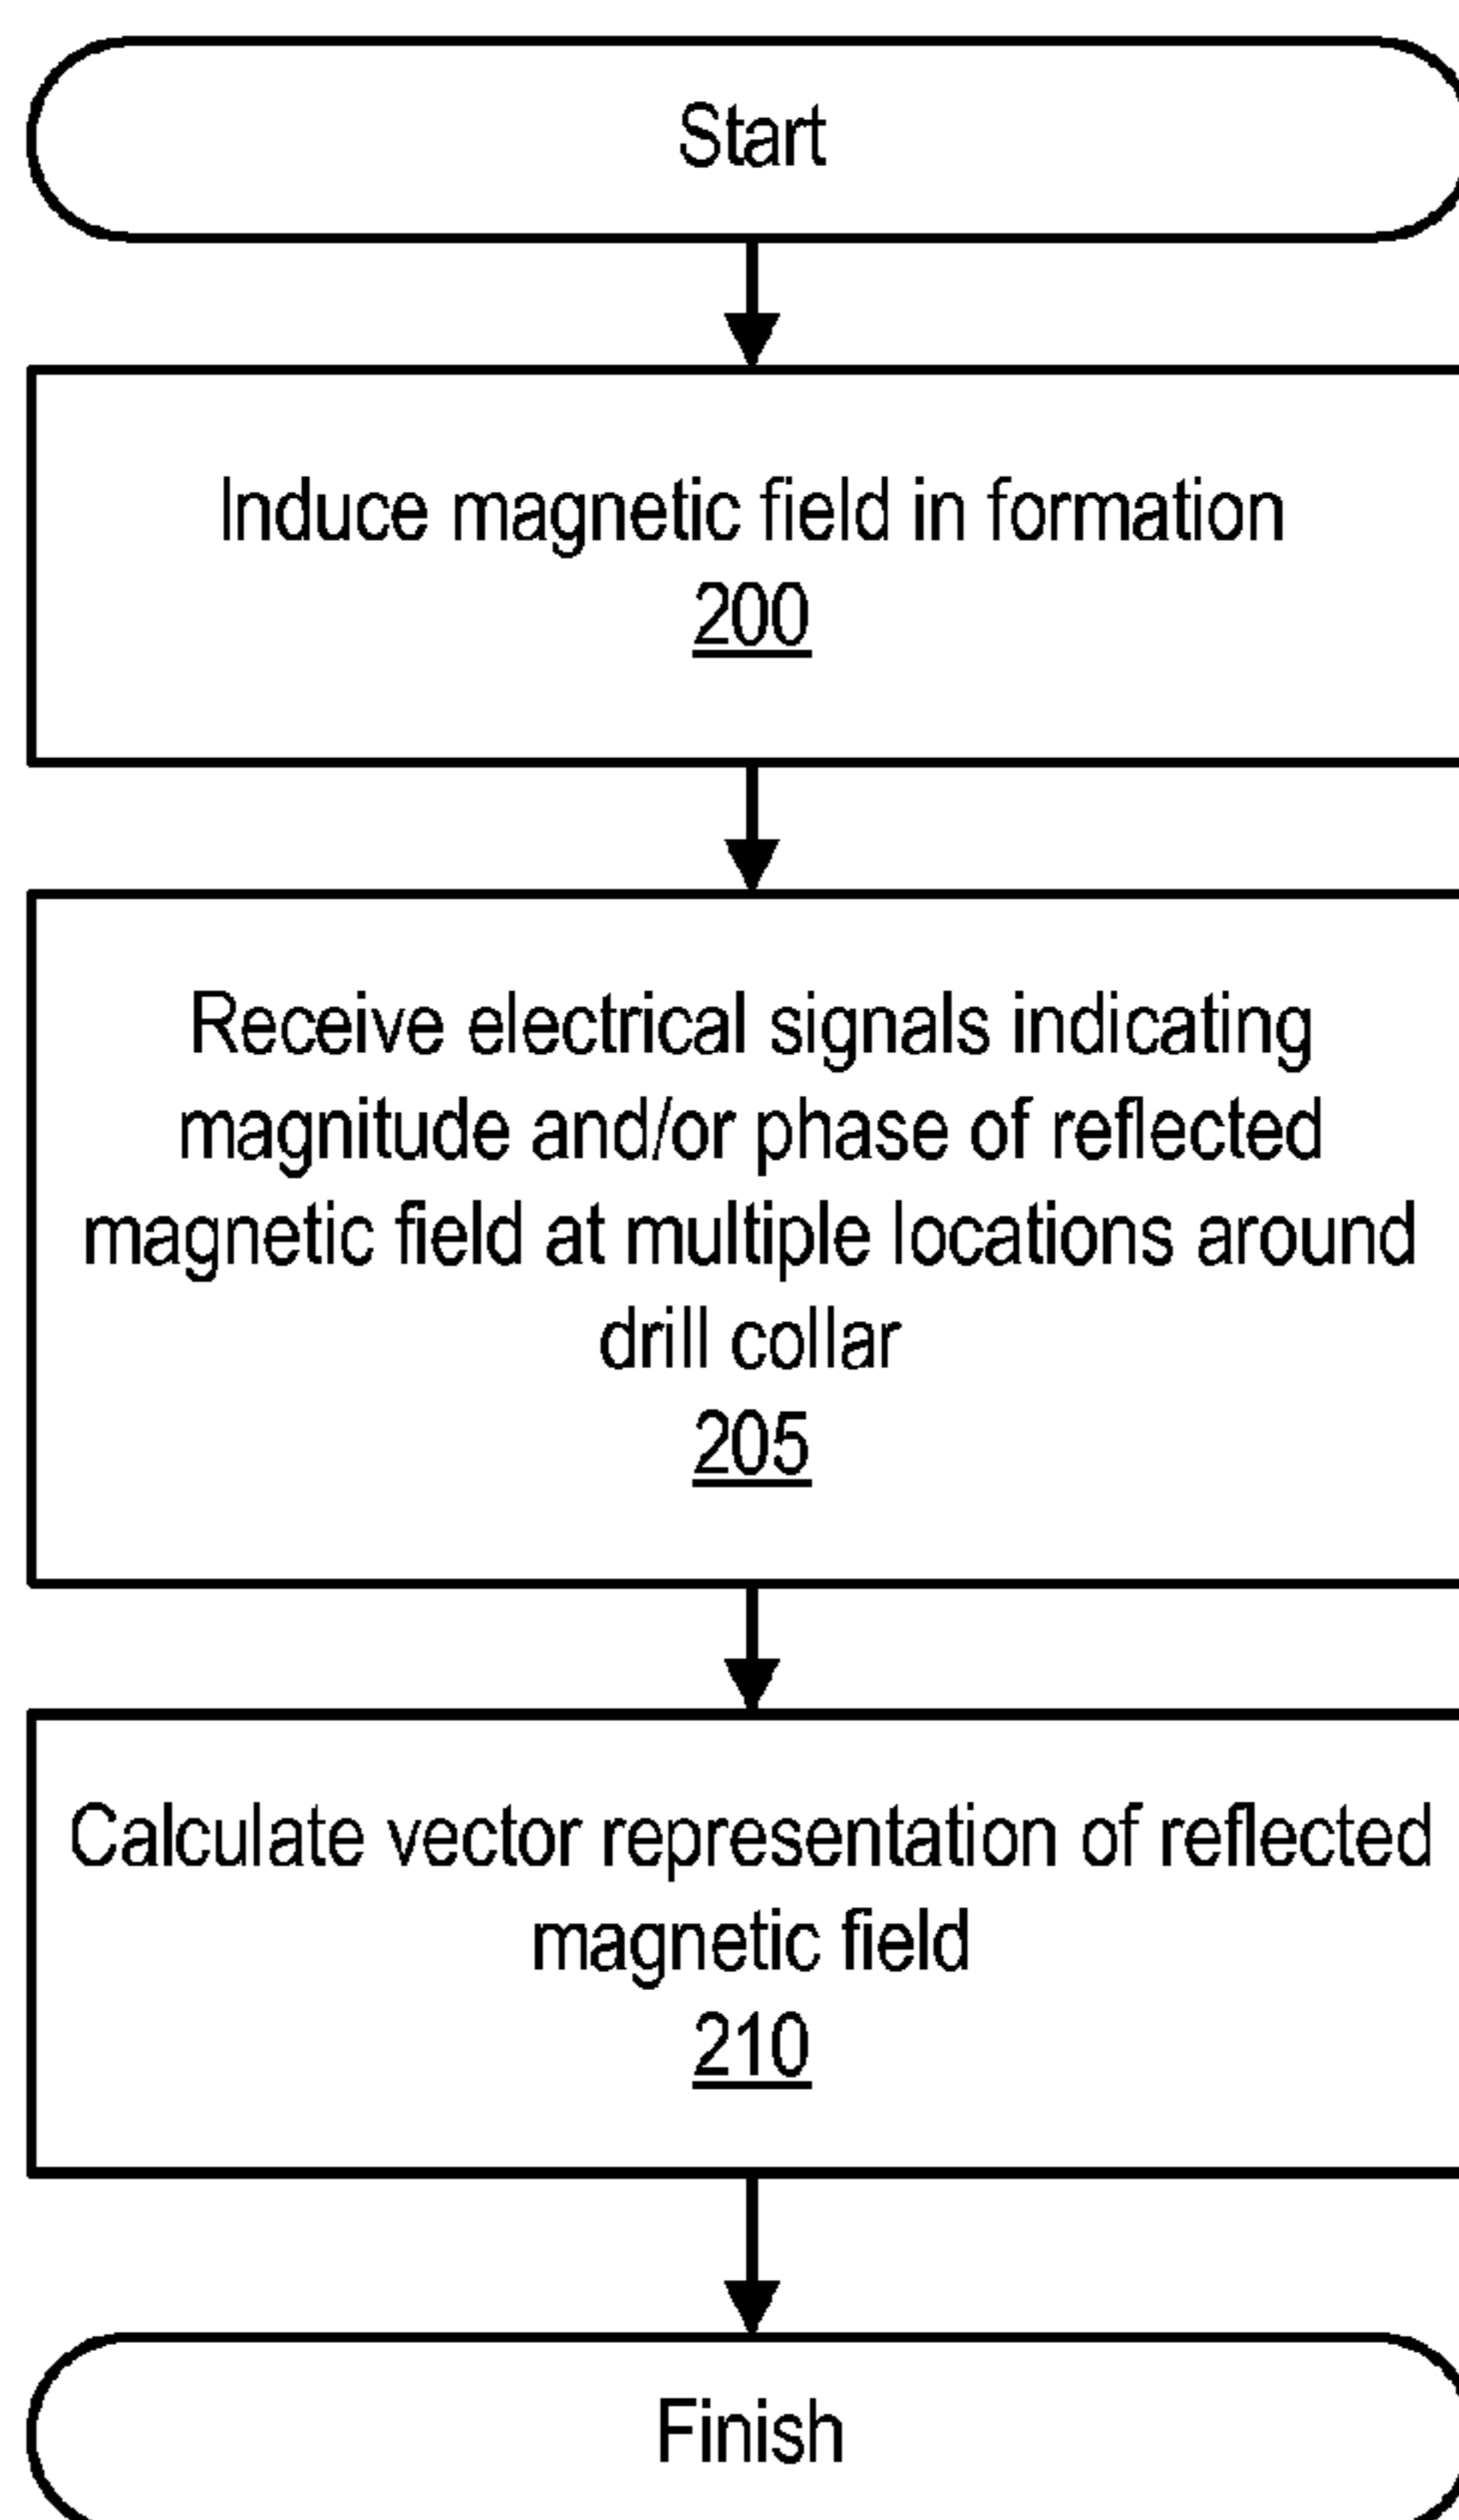 Start
Induce magnetic field in formation
200
Receive electrical signals indicating
magnitude and/or phase of reflected
magnetic field at multiple locations around
drill collar
205
Calculate vector representation of reflected
magnetic field
210
Finish